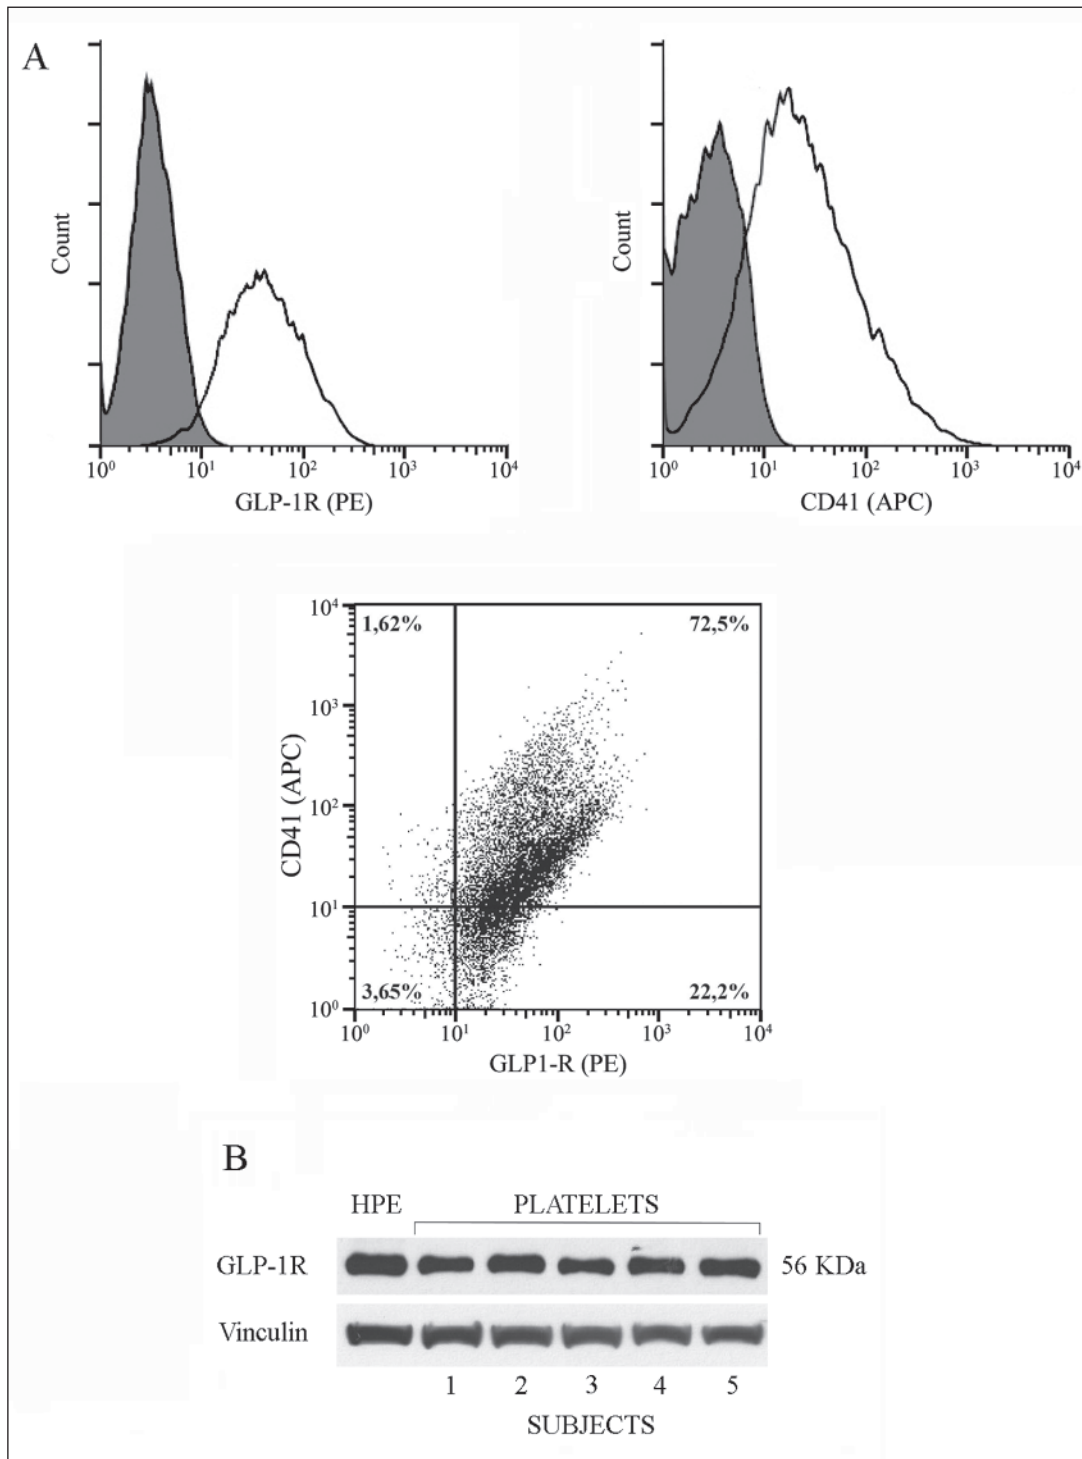 A
Count
10⁰ 10¹ 10² 10³ 10⁴
GLP-1R (PE)
Count
10⁰ 10¹ 10² 10³ 10⁴
CD41 (APC)
10⁴
10³
10²
10¹
10⁰
CD41 (APC)
1,62% 72,5%
3,65% 22,2%
10⁰ 10¹ 10² 10³ 10⁴
GLP1-R (PE)
B
HPE PLATELETS
GLP-1R 56 KDa
Vinculin
1 2 3 4 5
SUBJECTS